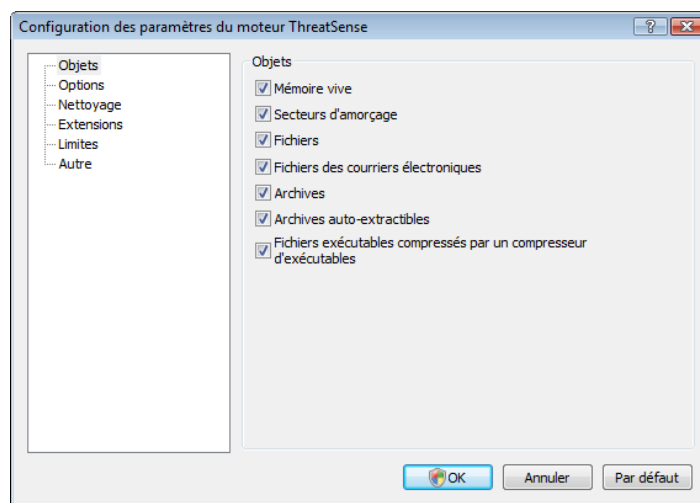 Configuration des paramètres du moteur ThreatSense
Objets
Options
Nettoyage
Extensions
Limites
Autre
Objets
Mémoire vive
Secteurs d'amorçage
Fichiers
Fichiers des courriers électroniques
Archives
Archives auto-extractibles
Fichiers exécutables compressés par un compresseur
d'exécutables
OK
Annuler
Par défaut